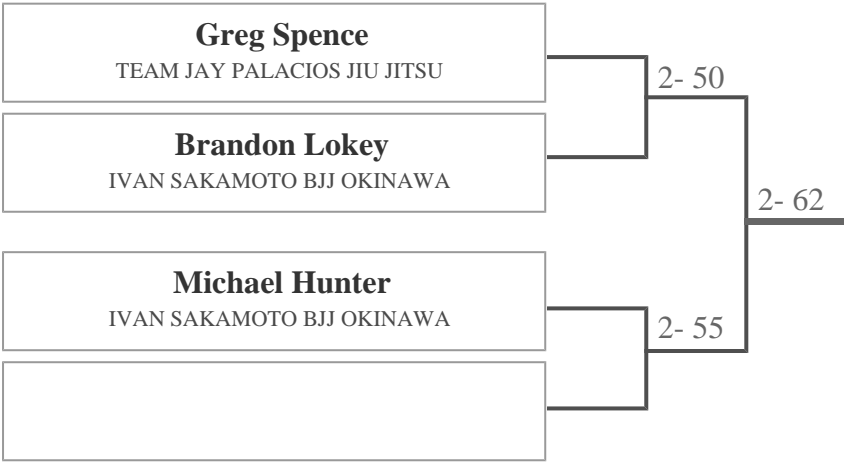 Greg Spence
TEAM JAY PALACIOS JIU JITSU
2- 50
Brandon Lokey
IVAN SAKAMOTO BJJ OKINAWA
2- 62
Michael Hunter
IVAN SAKAMOTO BJJ OKINAWA
2- 55